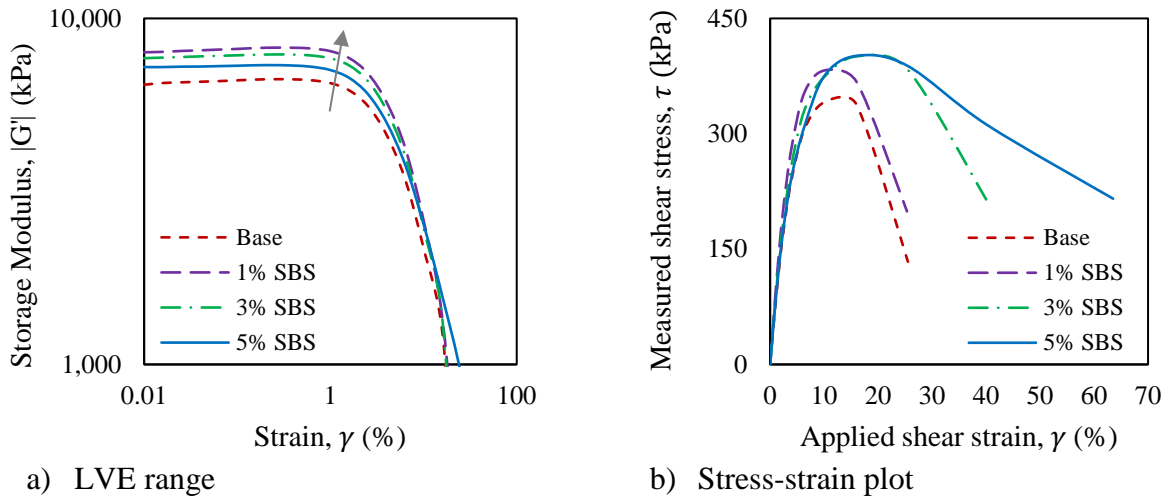 10,000
1,000
0.01
1
100
Storage Modulus, |G'| (kPa)
Strain, γ (%)
Base
1% SBS
3% SBS
5% SBS
a) LVE range
450
300
150
0
0
10
20
30
40
50
60
70
Measured shear stress, τ (kPa)
Applied shear strain, γ (%)
Base
1% SBS
3% SBS
5% SBS
b) Stress-strain plot